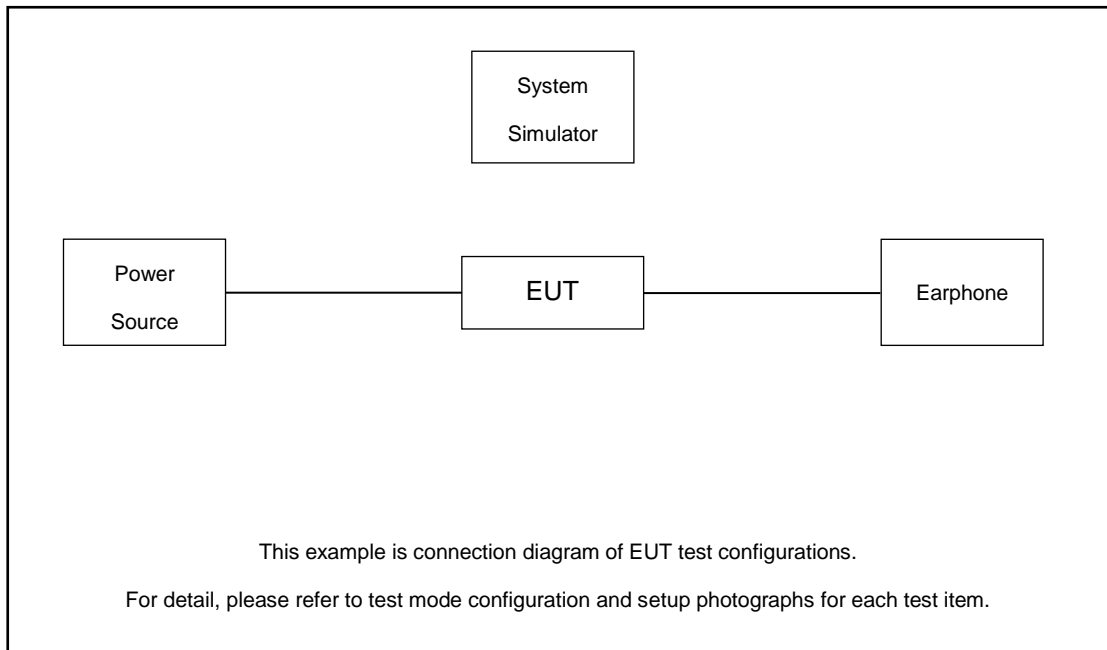 System
Simulator
Power
Source
EUT
Earphone
This example is connection diagram of EUT test configurations.
For detail, please refer to test mode configuration and setup photographs for each test item.